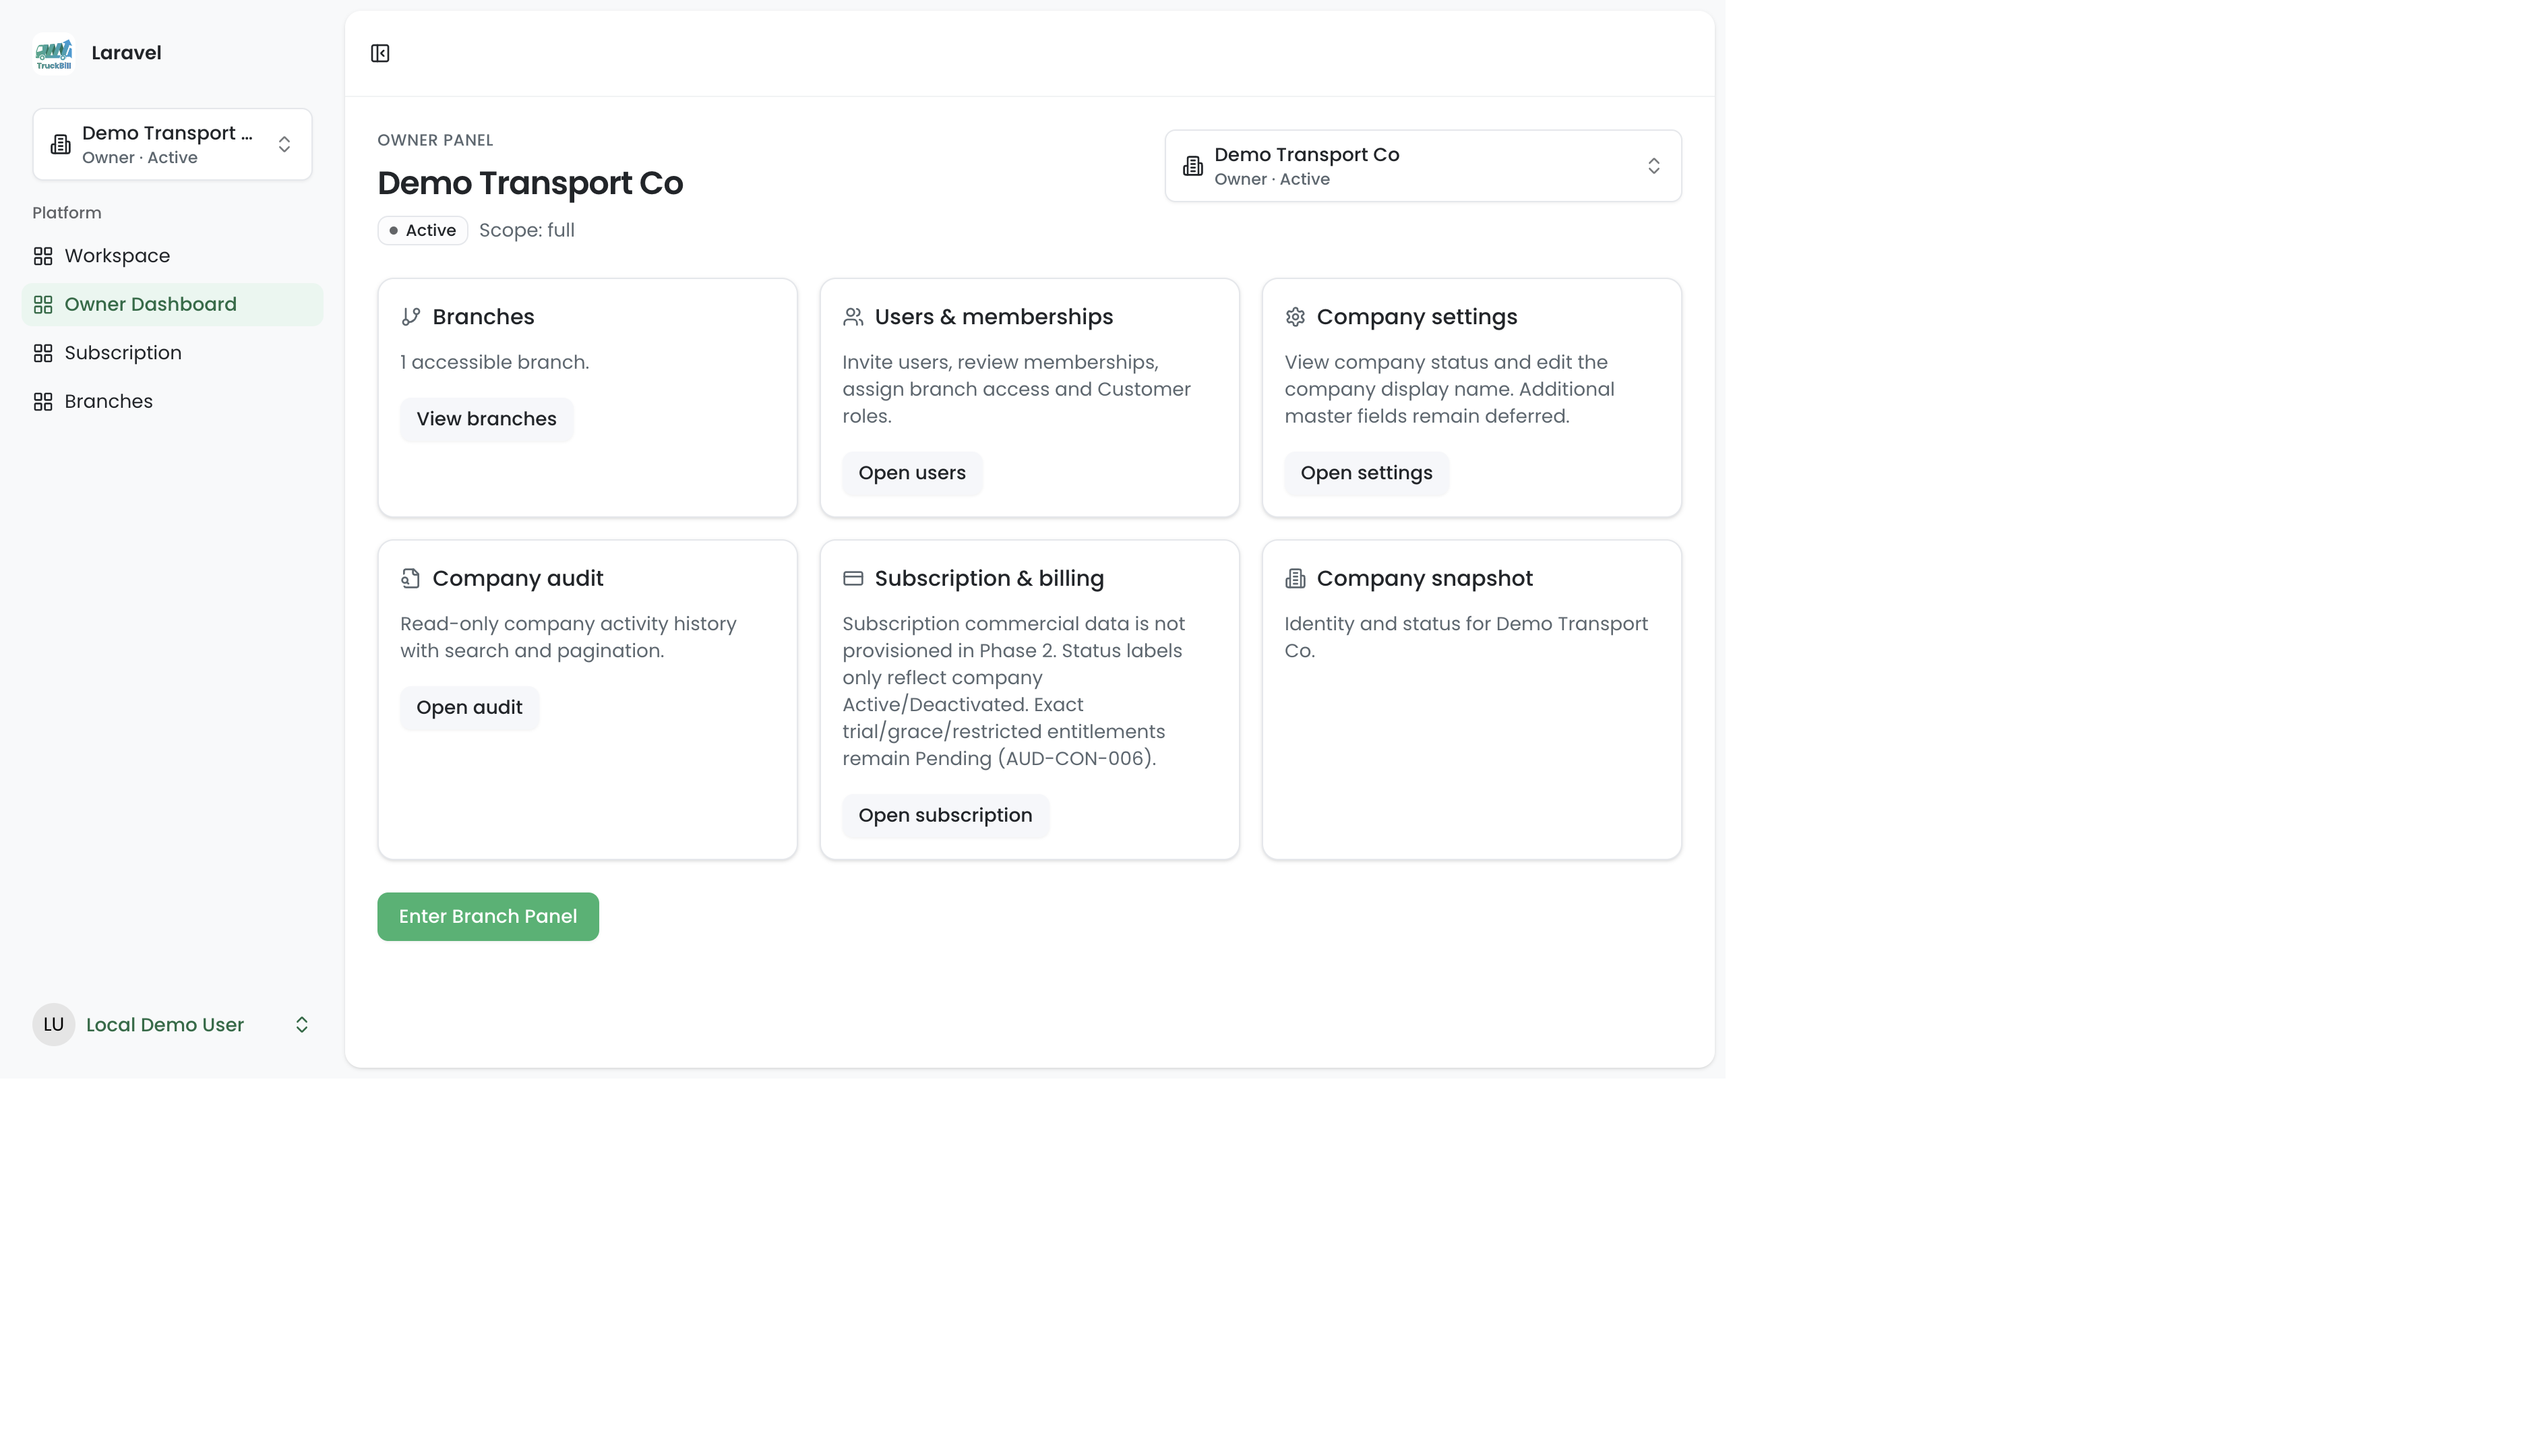 TruckBill
Laravel
Demo Transport ...
Owner · Active
Platform
Workspace
Owner Dashboard
Subscription
Branches
LU
Local Demo User
OWNER PANEL
Demo Transport Co
Active
Scope: full
Demo Transport Co
Owner · Active
Branches
1 accessible branch.
View branches
Users & memberships
Invite users, review memberships,
assign branch access and Customer
roles.
Open users
Company settings
View company status and edit the
company display name. Additional
master fields remain deferred.
Open settings
Company audit
Read-only company activity history
with search and pagination.
Open audit
Subscription & billing
Subscription commercial data is not
provisioned in Phase 2. Status labels
only reflect company
Active/Deactivated. Exact
trial/grace/restricted entitlements
remain Pending (AUD-CON-006).
Open subscription
Company snapshot
Identity and status for Demo Transport
Co.
Enter Branch Panel